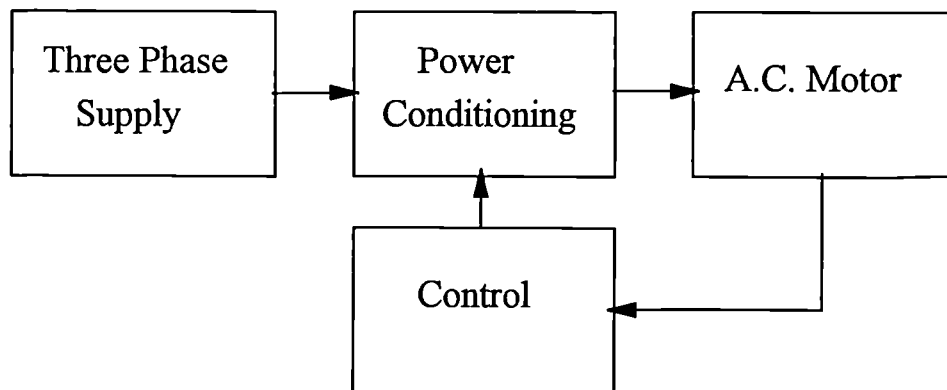 Three Phase
Supply
Power
Conditioning
A.C. Motor
Control